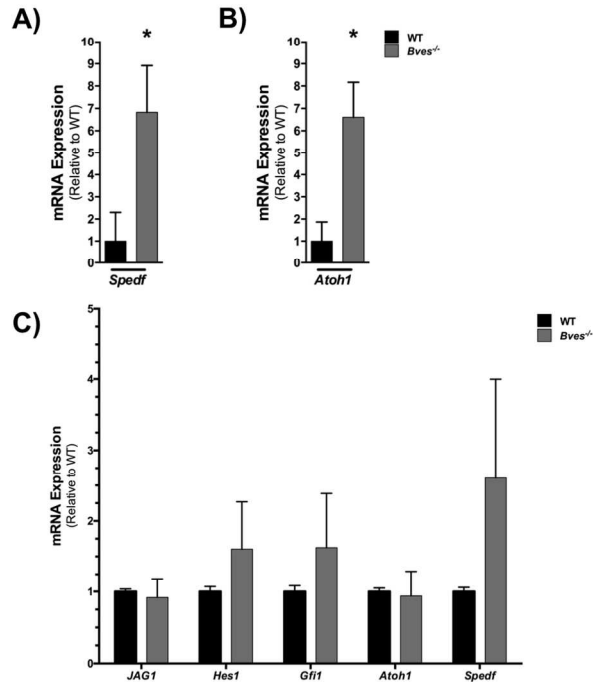 A)
*
mRNA Expression
(Relative to WT)
10
9
8
7
6
5
4
3
2
1
0
Spedf
B)
*
mRNA Expression
(Relative to WT)
10
9
8
7
6
5
4
3
2
1
0
Atoh1
WT
Bves-/-
C)
WT
Bves-/-
mRNA Expression
(Relative to WT)
5
4
3
2
1
0
JAG1 Hes1 Gfi1 Atoh1 Spedf